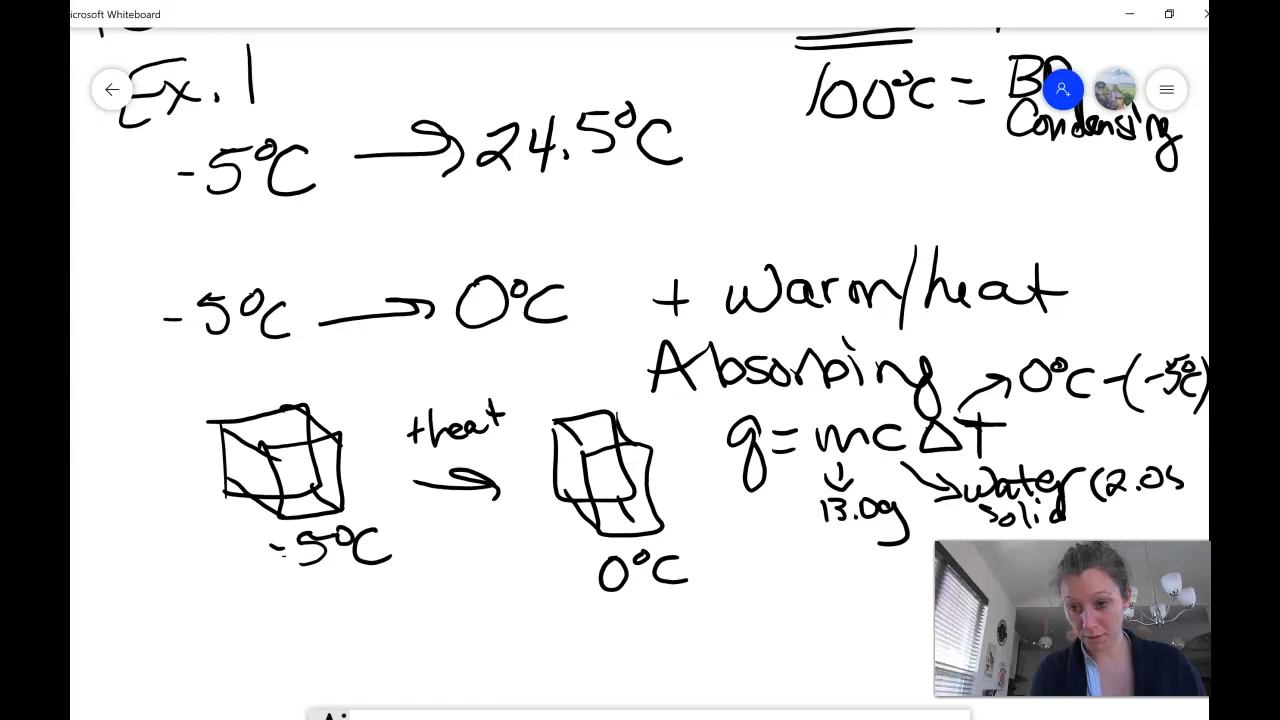 icrosoft Whiteboard
Ex. 1
100°C = BP
Condensing
-5°C → 24.5°C
-5°C → 0°C + warm/heat
Absorbing
→ 0°C -(-5°C)
+heat
→
q = mcΔT
↓
13.0g
→ water (2.05
solid
-5°C
0°C